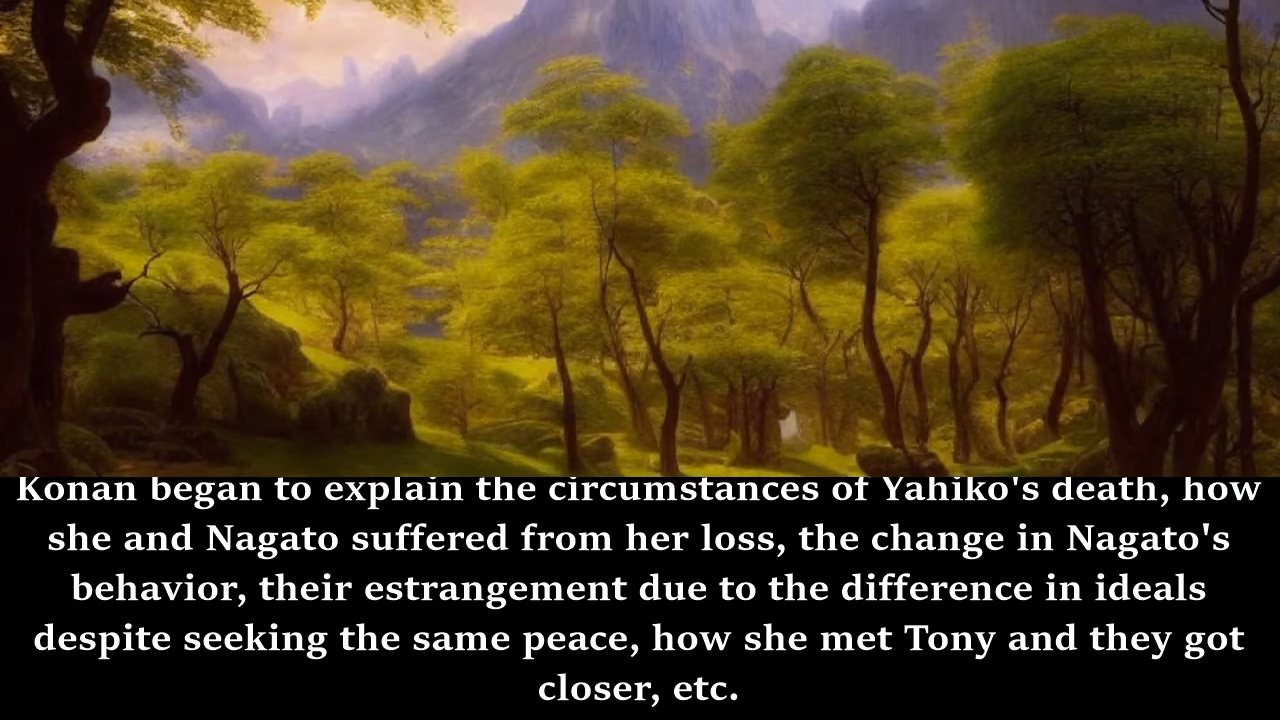 Konan began to explain the circumstances of Yahiko's death, how
she and Nagato suffered from her loss, the change in Nagato's
behavior, their estrangement due to the difference in ideals
despite seeking the same peace, how she met Tony and they got
closer, etc.